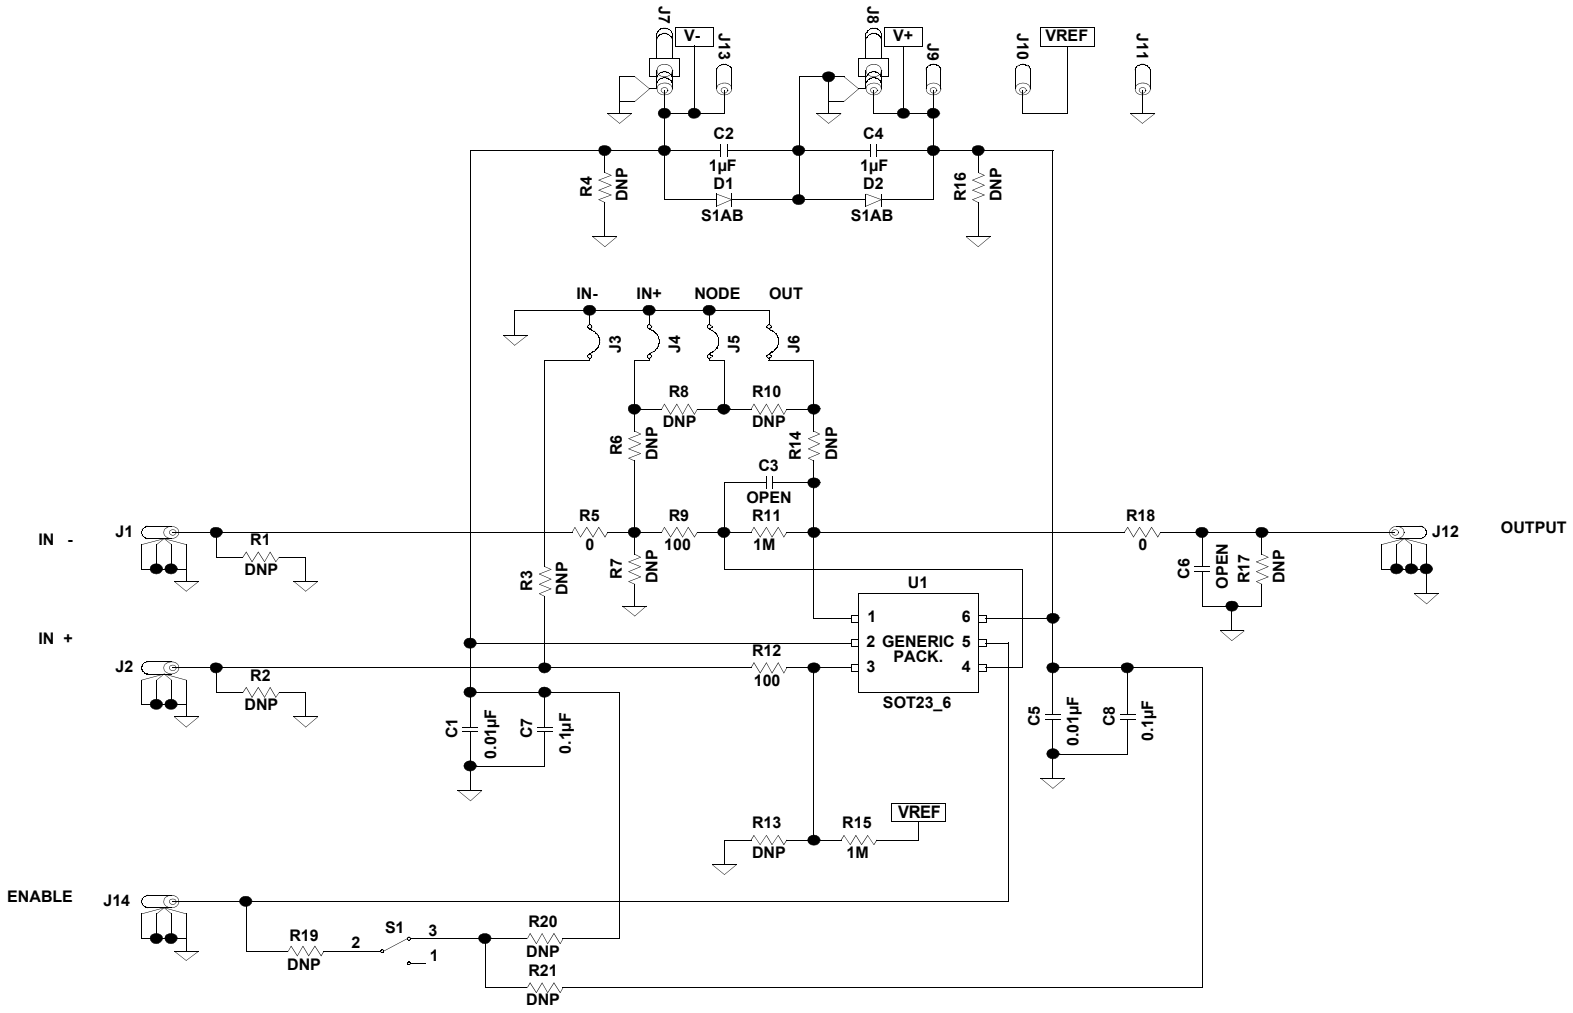 J7
V-
J13
J8
V+
J9
J10
VREF
J11
C2
1µF
D1
S1AB
C4
1µF
D2
S1AB
R4
DNP
R16
DNP
IN-
IN+
NODE
OUT
J3
J4
J5
J6
R8
DNP
R10
DNP
R6
DNP
R14
DNP
C3
OPEN
IN -
J1
R1
DNP
R5
0
R9
100
R11
1M
R18
0
J12
OUTPUT
R3
DNP
R7
DNP
C6
OPEN
R17
DNP
U1
1
6
2
GENERIC
5
PACK.
3
4
SOT23_6
IN +
J2
R2
DNP
R12
100
C1
0.01µF
C7
0.1µF
C5
0.01µF
C8
0.1µF
R13
DNP
R15
1M
VREF
ENABLE
J14
R19
DNP
2
S1
3
1
R20
DNP
R21
DNP